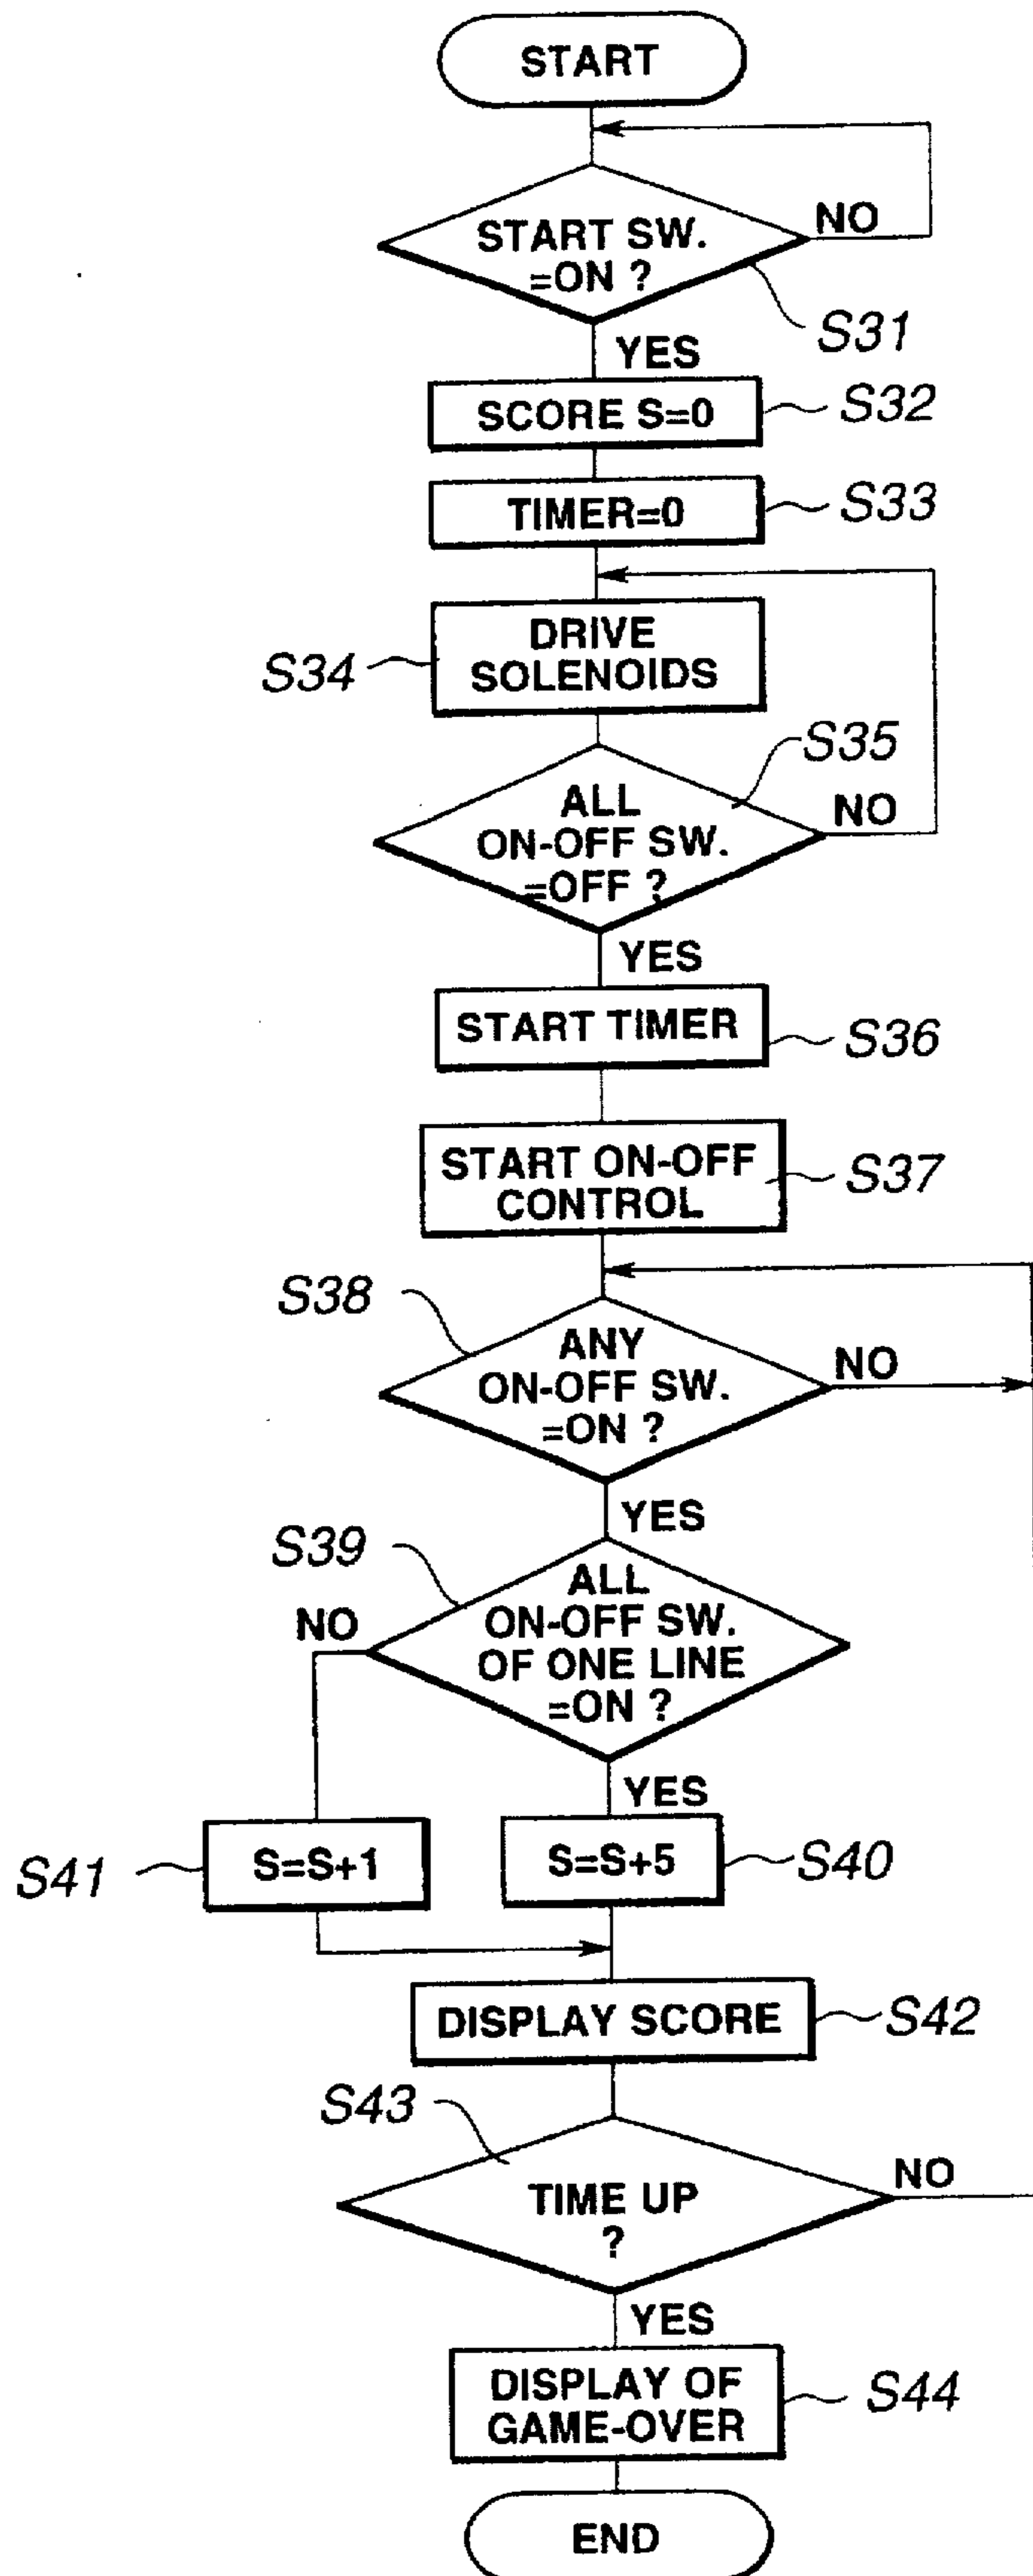 START
START SW.
=ON ?
NO
S31
YES
SCORE S=0
S32
TIMER=0
S33
DRIVE
SOLENOIDS
S34
S35
ALL
ON-OFF SW.
=OFF ?
NO
YES
START TIMER
S36
START ON-OFF
CONTROL
S37
S38
ANY
ON-OFF SW.
=ON ?
NO
YES
S39
ALL
ON-OFF SW.
OF ONE LINE
=ON ?
NO
YES
S41
S=S+1
S=S+5
S40
DISPLAY SCORE
S42
S43
TIME UP
?
NO
YES
DISPLAY OF
GAME-OVER
S44
END